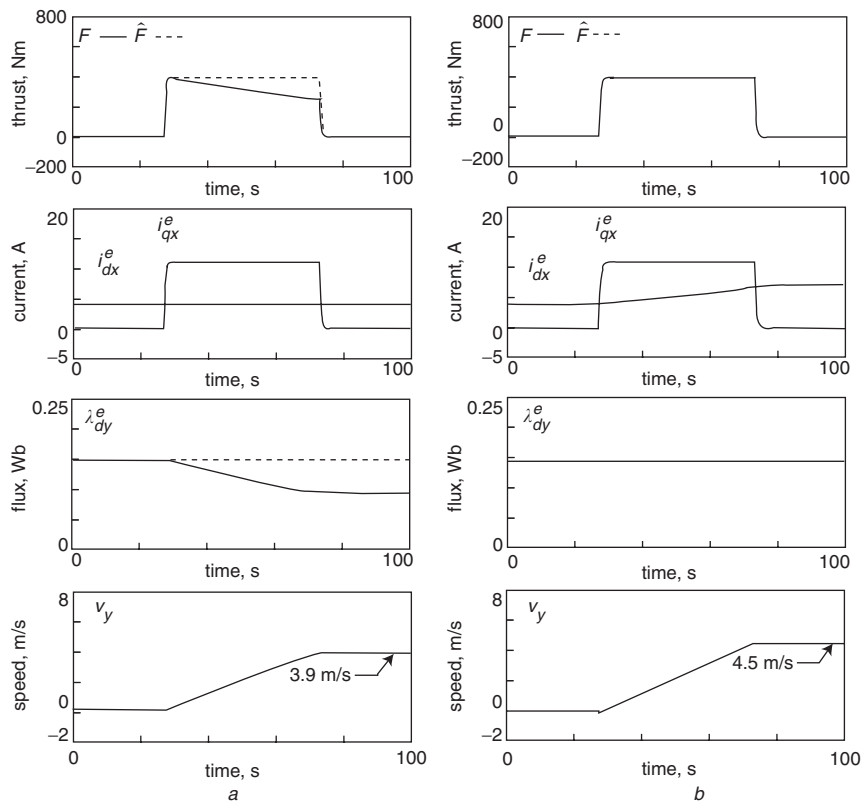 800
F — F̂ - - -
thrust, Nm
0
−200
0
100
time, s
20
i^e_qx
i^e_dx
current, A
0
−5
0
100
time, s
0.25
λ^e_dy
flux, Wb
0
0
100
time, s
8
v_y
speed, m/s
3.9 m/s
0
−2
0
100
time, s
a
800
F — F̂ - - -
thrust, Nm
0
−200
0
100
time, s
20
i^e_qx
i^e_dx
current, A
0
−5
0
100
time, s
0.25
λ^e_dy
flux, Wb
0
0
100
time, s
8
v_y
speed, m/s
4.5 m/s
0
−2
0
100
time, s
b